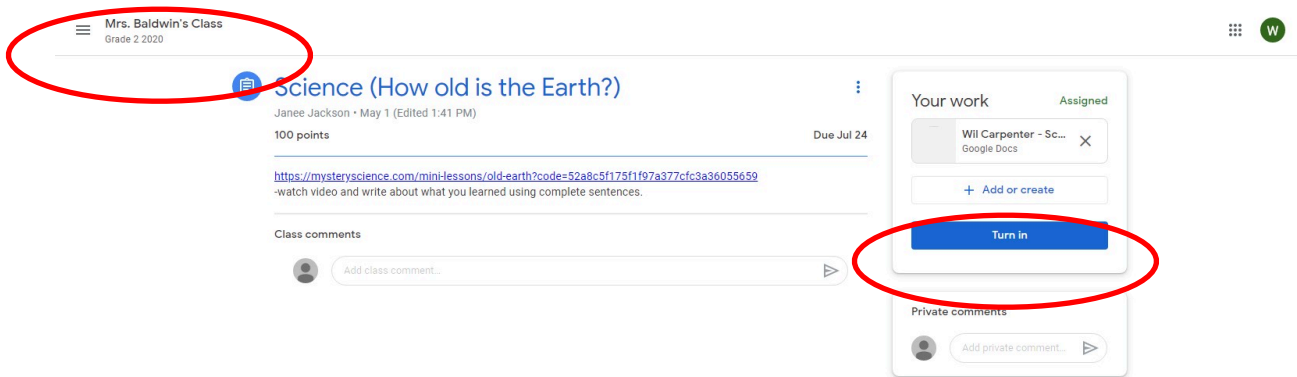 Mrs. Baldwin's Class
Grade 2 2020
W
Science (How old is the Earth?)
Janee Jackson • May 1 (Edited 1:41 PM)
100 points
Due Jul 24
https://mysteryscience.com/mini-lessons/old-earth?code=52a8c5f175f1f97a377cfc3a36055659
-watch video and write about what you learned using complete sentences.
Class comments
Add class comment...
Your work
Assigned
Wil Carpenter - Sc...
Google Docs
+ Add or create
Turn in
Private comments
Add private comment...